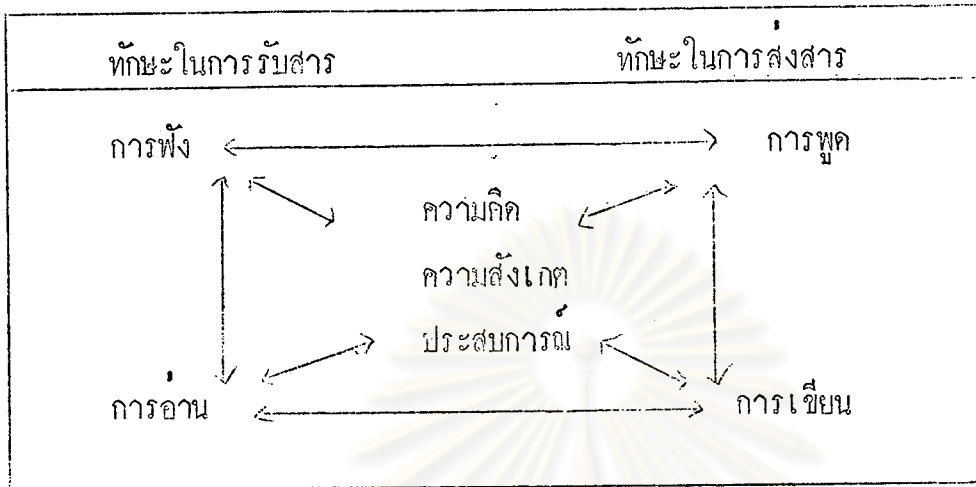 ทักษะในการรับสาร ทักษะในการส่งสาร
การฟัง การพูด
ความคิด
ความสังเกต
ประสบการณ์
การอ่าน การเขียน